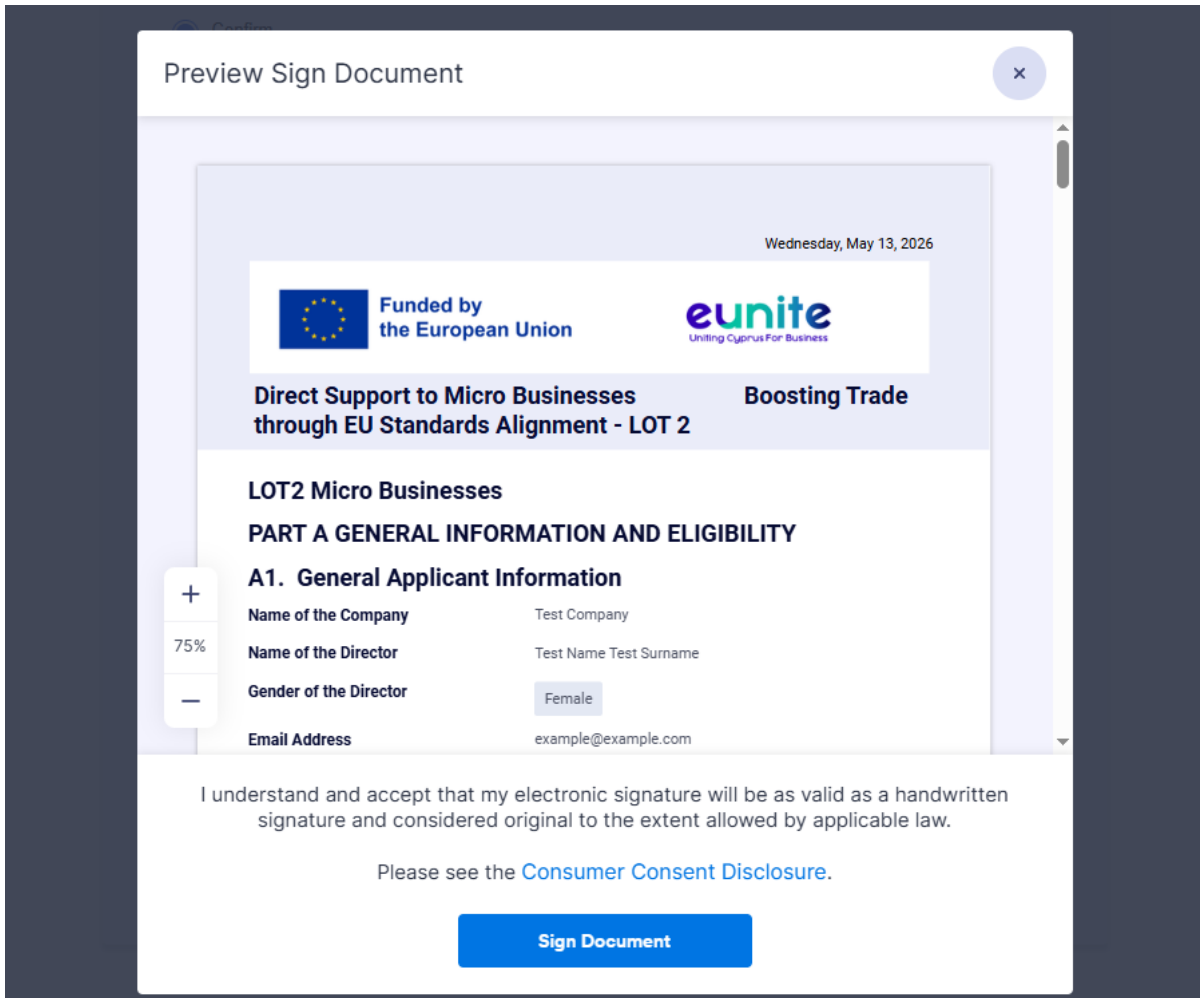 Confirm
Preview Sign Document
Wednesday, May 13, 2026
Funded by
the European Union
eunite
Uniting Cyprus For Business
Direct Support to Micro Businesses
through EU Standards Alignment - LOT 2
Boosting Trade
LOT2 Micro Businesses
PART A GENERAL INFORMATION AND ELIGIBILITY
A1. General Applicant Information
Name of the Company Test Company
Name of the Director Test Name Test Surname
Gender of the Director Female
Email Address example@example.com
75%
I understand and accept that my electronic signature will be as valid as a handwritten
signature and considered original to the extent allowed by applicable law.
Please see the Consumer Consent Disclosure.
Sign Document